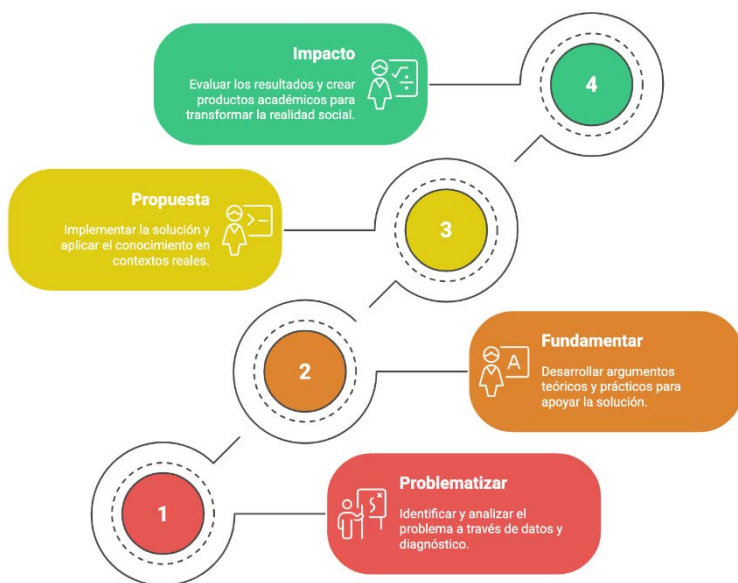 Impacto
Evaluar los resultados y crear
productos académicos para
transformar la realidad social.
4
Propuesta
Implementar la solución y
aplicar el conocimiento en
contextos reales.
3
2
Fundamentar
Desarrollar argumentos
teóricos y prácticos para
apoyar la solución.
A
1
Problematizar
Identificar y analizar el
problema a través de datos y
diagnóstico.